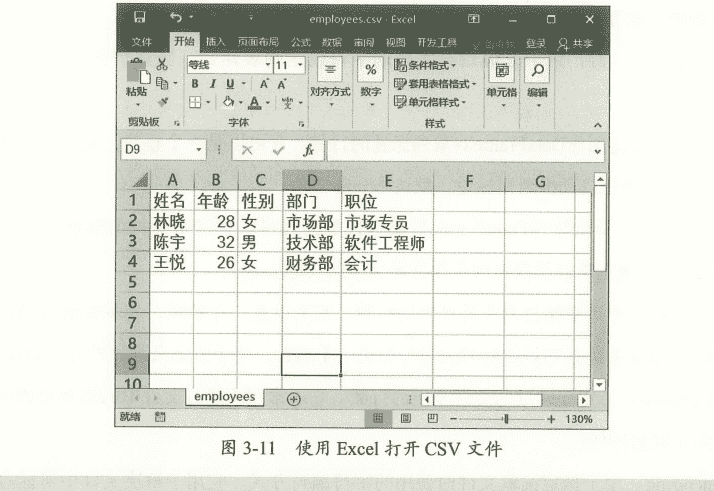 employees.csv - Excel
文件 开始 插入 页面布局 公式 数据 审阅 视图 开发工具 登录 共享
等线 11
条件格式
粘贴 B I U A A 对齐方式 % 数字 套用表格格式 单元格 编辑
A wén 单元格样式
剪贴板 字体 样式
D9 fx
A B C D E F G
1 姓名 年龄 性别 部门 职位
2 林晓 28 女 市场部 市场专员
3 陈宇 32 男 技术部 软件工程师
4 王悦 26 女 财务部 会计
5
6
7
8
9
10
employees
就绪 130%
图 3-11 使用 Excel 打开 CSV 文件